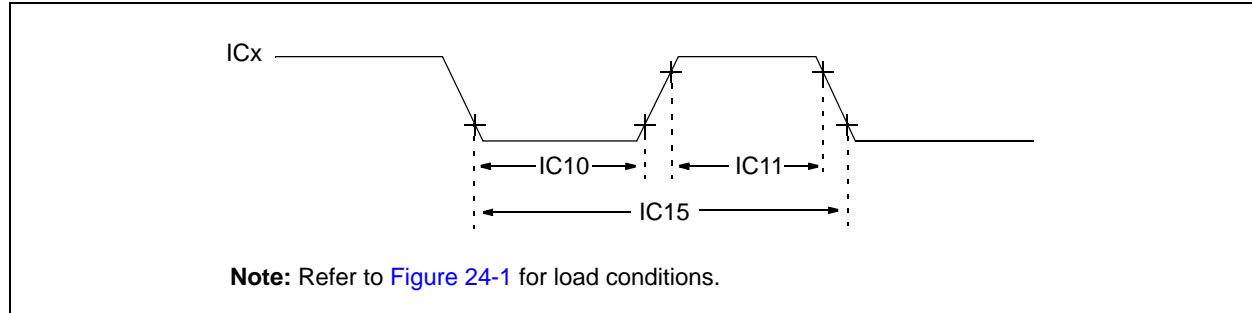 ICx
IC10
IC11
IC15
Note: Refer to Figure 24-1 for load conditions.